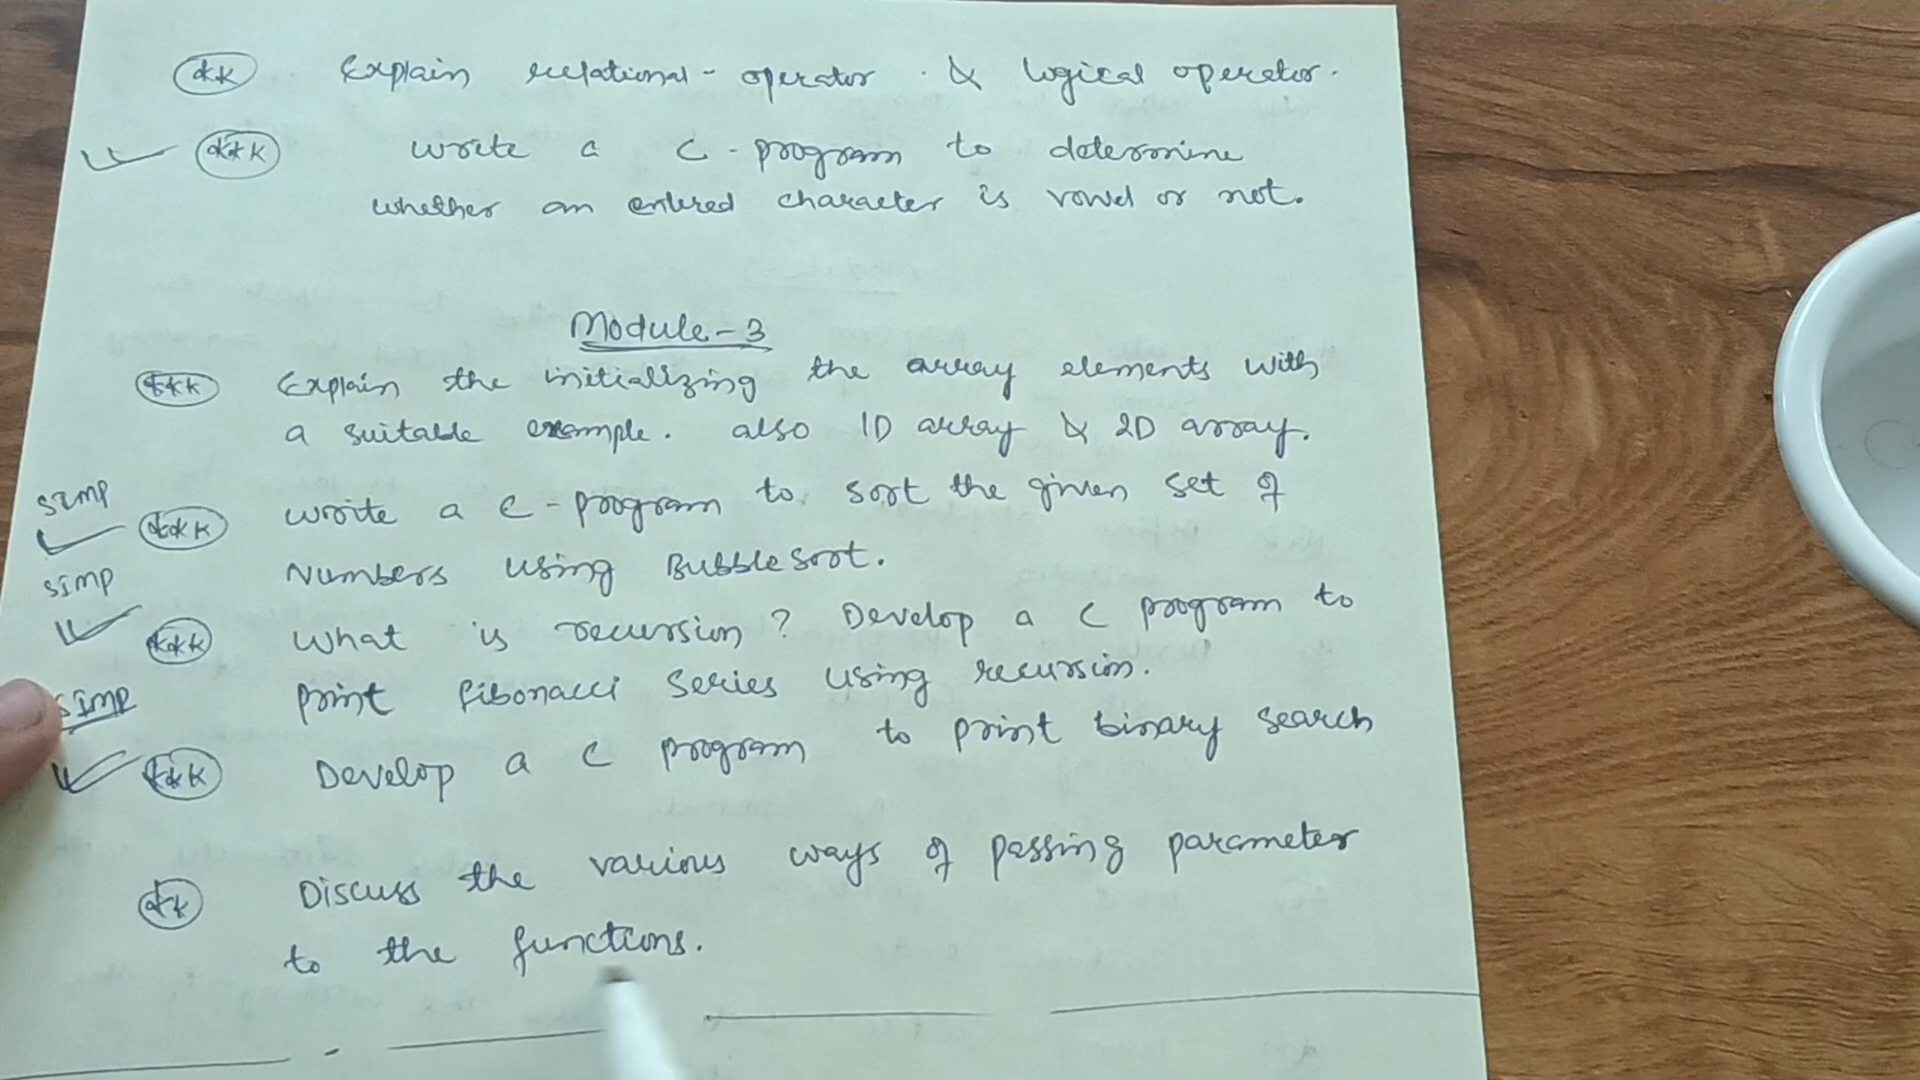 ** Explain relational - operator & logical operator.
*** write a C - program to determine
whether an entered character is vowel or not.
Module-3
*** Explain the initializing the array elements with
a suitable example. also 1D array & 2D array.
SIMP
*** write a C - program to sort the given set of
Numbers using Bubble sort.
SIMP
*** What is recursion? Develop a C program to
print fibonacci series using recursion.
SIMP
*** Develop a C program to print binary search
** Discuss the various ways of passing parameter
to the functions.